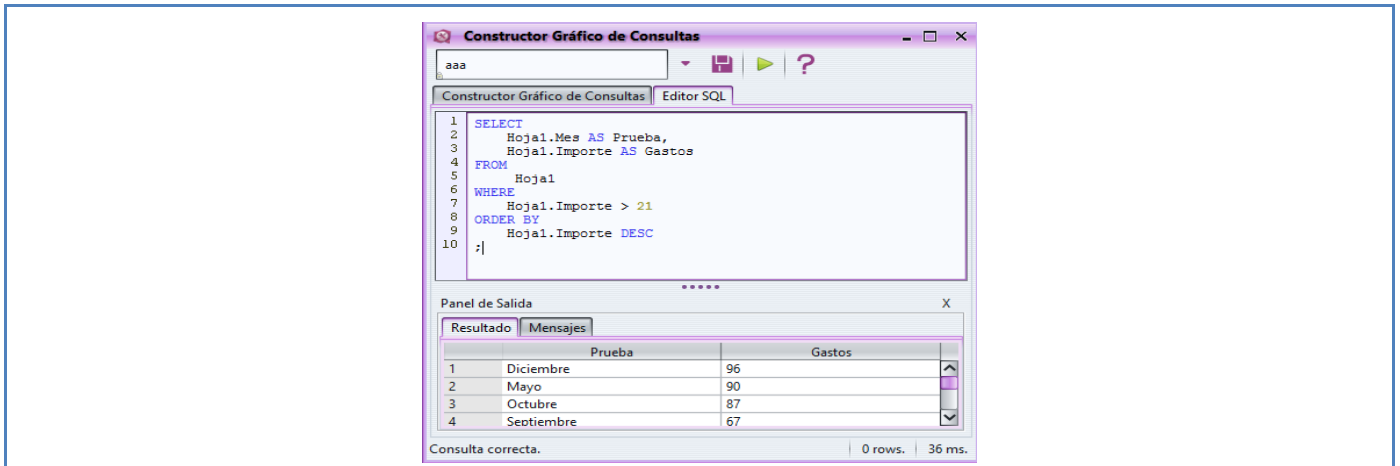 Constructor Gráfico de Consultas
aaa
Constructor Gráfico de Consultas Editor SQL
1 SELECT
2 Hoja1.Mes AS Prueba,
3 Hoja1.Importe AS Gastos
4 FROM
5 Hoja1
6 WHERE
7 Hoja1.Importe > 21
8 ORDER BY
9 Hoja1.Importe DESC
10 ;
Panel de Salida X
Resultado Mensajes
Prueba Gastos
1 Diciembre 96
2 Mayo 90
3 Octubre 87
4 Septiembre 67
Consulta correcta. 0 rows. 36 ms.